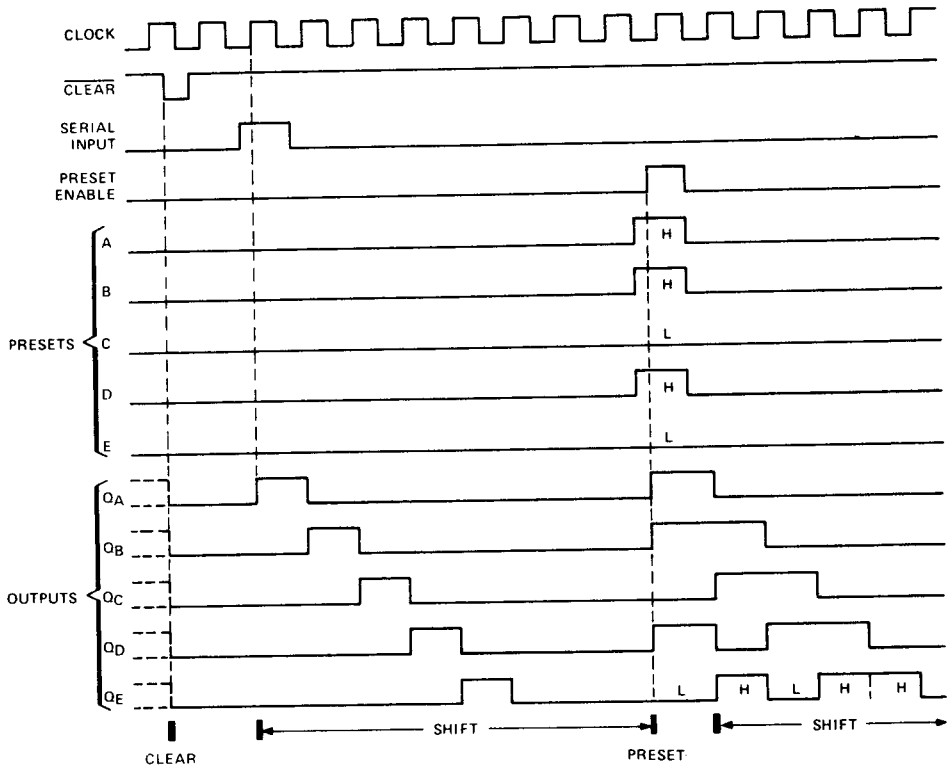 CLOCK
CLEAR
SERIAL
INPUT
PRESET
ENABLE
PRESETS
A
H
B
H
C
L
D
H
E
L
OUTPUTS
QA
QB
QC
QD
QE
L H L H H
SHIFT
SHIFT
CLEAR
PRESET